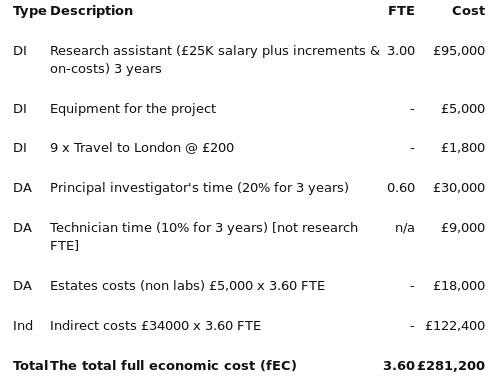 Type Description FTE Cost
DI Research assistant (£25K salary plus increments & 3.00 £95,000
on-costs) 3 years
DI Equipment for the project - £5,000
DI 9 x Travel to London @ £200 - £1,800
DA Principal investigator's time (20% for 3 years) 0.60 £30,000
DA Technician time (10% for 3 years) [not research n/a £9,000
FTE]
DA Estates costs (non labs) £5,000 x 3.60 FTE - £18,000
Ind Indirect costs £34000 x 3.60 FTE - £122,400
Total The total full economic cost (fEC) 3.60 £281,200